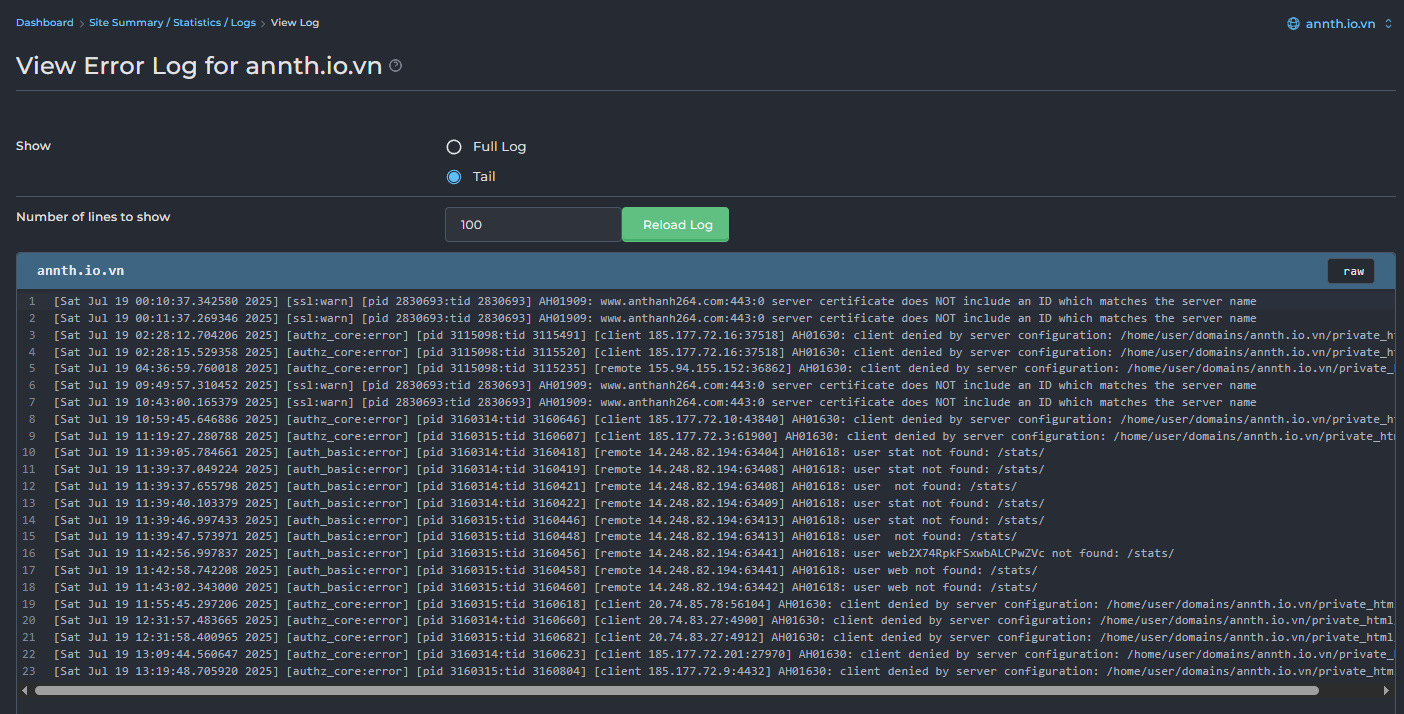 Dashboard > Site Summary / Statistics / Logs > View Log
annth.io.vn
View Error Log for annth.io.vn
Show
Full Log
Tail
Number of lines to show
100
Reload Log
annth.io.vn
raw
1 [Sat Jul 19 00:10:37.342580 2025] [ssl:warn] [pid 2830693:tid 2830693] AH01909: www.anthanh264.com:443:0 server certificate does NOT include an ID which matches the server name
2 [Sat Jul 19 00:11:37.269346 2025] [ssl:warn] [pid 2830693:tid 2830693] AH01909: www.anthanh264.com:443:0 server certificate does NOT include an ID which matches the server name
3 [Sat Jul 19 02:28:12.704206 2025] [authz_core:error] [pid 3115098:tid 3115491] [client 185.177.72.16:37518] AH01630: client denied by server configuration: /home/user/domains/annth.io.vn/private_ht
4 [Sat Jul 19 02:28:15.529358 2025] [authz_core:error] [pid 3115098:tid 3115520] [client 185.177.72.16:37518] AH01630: client denied by server configuration: /home/user/domains/annth.io.vn/private_ht
5 [Sat Jul 19 04:36:59.760018 2025] [authz_core:error] [pid 3115098:tid 3115235] [remote 155.94.155.152:36862] AH01630: client denied by server configuration: /home/user/domains/annth.io.vn/private_
6 [Sat Jul 19 09:49:57.310452 2025] [ssl:warn] [pid 2830693:tid 2830693] AH01909: www.anthanh264.com:443:0 server certificate does NOT include an ID which matches the server name
7 [Sat Jul 19 10:43:00.165379 2025] [ssl:warn] [pid 2830693:tid 2830693] AH01909: www.anthanh264.com:443:0 server certificate does NOT include an ID which matches the server name
8 [Sat Jul 19 10:59:45.646886 2025] [authz_core:error] [pid 3160314:tid 3160646] [client 185.177.72.10:43840] AH01630: client denied by server configuration: /home/user/domains/annth.io.vn/private_ht
9 [Sat Jul 19 11:19:27.280788 2025] [authz_core:error] [pid 3160315:tid 3160607] [client 185.177.72.3:61900] AH01630: client denied by server configuration: /home/user/domains/annth.io.vn/private_htm
10 [Sat Jul 19 11:39:05.784661 2025] [auth_basic:error] [pid 3160314:tid 3160418] [remote 14.248.82.194:63404] AH01618: user stat not found: /stats/
11 [Sat Jul 19 11:39:37.049224 2025] [auth_basic:error] [pid 3160314:tid 3160419] [remote 14.248.82.194:63408] AH01618: user stat not found: /stats/
12 [Sat Jul 19 11:39:37.655798 2025] [auth_basic:error] [pid 3160314:tid 3160421] [remote 14.248.82.194:63408] AH01618: user  not found: /stats/
13 [Sat Jul 19 11:39:40.103379 2025] [auth_basic:error] [pid 3160314:tid 3160422] [remote 14.248.82.194:63409] AH01618: user stat not found: /stats/
14 [Sat Jul 19 11:39:46.997433 2025] [auth_basic:error] [pid 3160315:tid 3160446] [remote 14.248.82.194:63413] AH01618: user stat not found: /stats/
15 [Sat Jul 19 11:39:47.573971 2025] [auth_basic:error] [pid 3160315:tid 3160448] [remote 14.248.82.194:63413] AH01618: user  not found: /stats/
16 [Sat Jul 19 11:42:56.997837 2025] [auth_basic:error] [pid 3160315:tid 3160456] [remote 14.248.82.194:63441] AH01618: user web2X74RpkFSxwbALCPwZVc not found: /stats/
17 [Sat Jul 19 11:42:58.742208 2025] [auth_basic:error] [pid 3160315:tid 3160458] [remote 14.248.82.194:63441] AH01618: user web not found: /stats/
18 [Sat Jul 19 11:43:02.343000 2025] [auth_basic:error] [pid 3160315:tid 3160460] [remote 14.248.82.194:63442] AH01618: user web not found: /stats/
19 [Sat Jul 19 11:55:45.297206 2025] [authz_core:error] [pid 3160315:tid 3160618] [client 20.74.85.78:56104] AH01630: client denied by server configuration: /home/user/domains/annth.io.vn/private_html
20 [Sat Jul 19 12:31:57.483665 2025] [authz_core:error] [pid 3160314:tid 3160660] [client 20.74.83.27:4900] AH01630: client denied by server configuration: /home/user/domains/annth.io.vn/private_html
21 [Sat Jul 19 12:31:58.400965 2025] [authz_core:error] [pid 3160315:tid 3160682] [client 20.74.83.27:4912] AH01630: client denied by server configuration: /home/user/domains/annth.io.vn/private_html
22 [Sat Jul 19 13:09:44.560647 2025] [authz_core:error] [pid 3160314:tid 3160623] [client 185.177.72.201:27970] AH01630: client denied by server configuration: /home/user/domains/annth.io.vn/private_
23 [Sat Jul 19 13:19:48.705920 2025] [authz_core:error] [pid 3160315:tid 3160804] [client 185.177.72.9:4432] AH01630: client denied by server configuration: /home/user/domains/annth.io.vn/private_htm